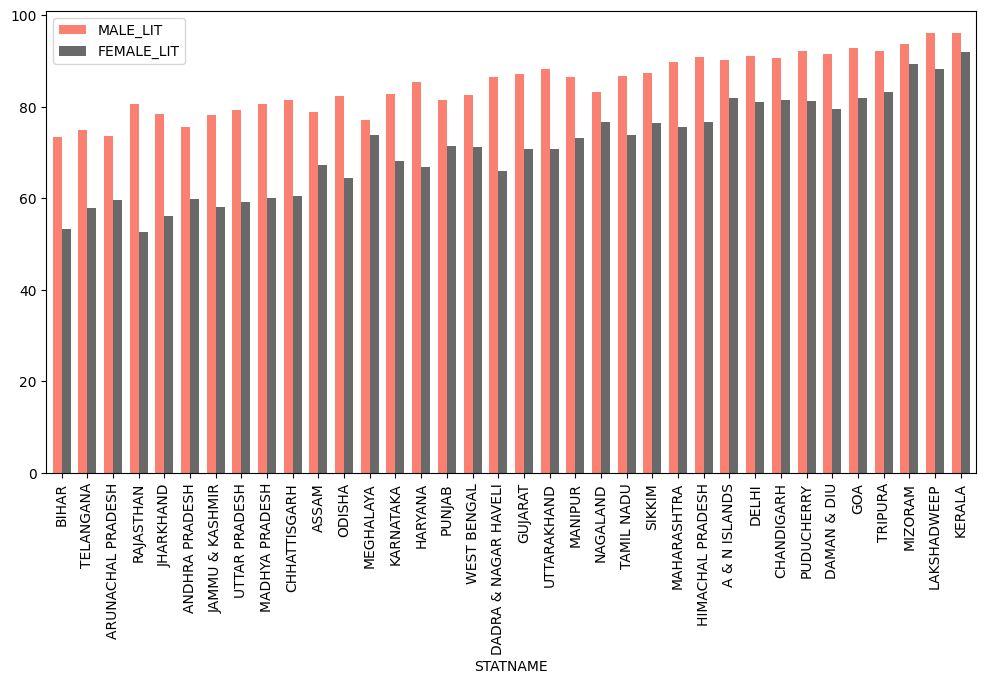 MALE_LIT
FEMALE_LIT
100
80
60
40
20
0
BIHAR
TELANGANA
ARUNACHAL PRADESH
RAJASTHAN
JHARKHAND
ANDHRA PRADESH
JAMMU & KASHMIR
UTTAR PRADESH
MADHYA PRADESH
CHHATTISGARH
ASSAM
ODISHA
MEGHALAYA
KARNATAKA
HARYANA
PUNJAB
WEST BENGAL
DADRA & NAGAR HAVELI
GUJARAT
UTTARAKHAND
MANIPUR
NAGALAND
TAMIL NADU
SIKKIM
MAHARASHTRA
HIMACHAL PRADESH
A & N ISLANDS
DELHI
CHANDIGARH
PUDUCHERRY
DAMAN & DIU
GOA
TRIPURA
MIZORAM
LAKSHADWEEP
KERALA
STATNAME